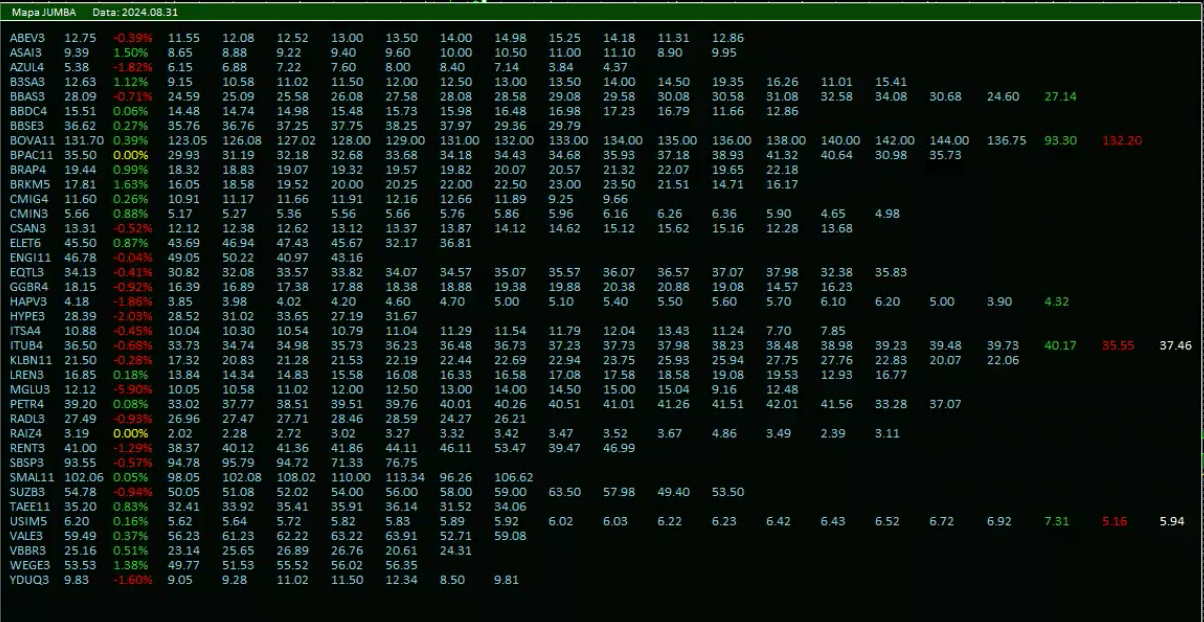 Mapa JUMBA Data: 2024.08.31
ABEV3 12.75 -0.39% 11.55 12.08 12.52 13.00 13.50 14.00 14.98 15.25 14.18 11.31 12.86
ASAI3 9.39 1.50% 8.65 8.88 9.22 9.40 9.60 10.00 10.50 11.00 11.10 8.90 9.95
AZUL4 5.38 -1.82% 6.15 6.88 7.22 7.60 8.00 8.40 7.14 3.84 4.37
B3SA3 12.63 1.12% 9.15 10.58 11.02 11.50 12.00 12.50 13.00 13.50 14.00 14.50 19.35 16.26 11.01 15.41
BBAS3 28.09 -0.71% 24.59 25.09 25.58 26.08 27.58 28.08 28.58 29.08 29.58 30.08 30.58 31.08 32.58 34.08 30.68 24.60 27.14
BBDC4 15.51 0.06% 14.48 14.74 14.98 15.48 15.73 15.98 16.48 16.98 17.23 16.79 11.66 12.86
BBSE3 36.62 0.27% 35.76 36.76 37.25 37.75 38.25 37.97 29.36 29.79
BOVA11 131.70 0.39% 123.05 126.08 127.02 128.00 129.00 131.00 132.00 133.00 134.00 135.00 136.00 138.00 140.00 142.00 144.00 136.75 93.30 132.20
BPAC11 35.50 0.00% 29.93 31.19 32.18 32.68 33.68 34.18 34.43 34.68 35.93 37.18 38.93 41.32 40.64 30.98 35.73
BRAP4 19.44 0.99% 18.32 18.83 19.07 19.32 19.57 19.82 20.07 20.57 21.32 22.07 19.65 22.18
BRKM5 17.81 1.63% 16.05 18.58 19.52 20.00 20.25 22.00 22.50 23.00 23.50 21.51 14.71 16.17
CMIG4 11.60 0.26% 10.91 11.17 11.66 11.91 12.16 12.66 11.89 9.25 9.66
CMIN3 5.66 0.88% 5.17 5.27 5.36 5.56 5.66 5.76 5.86 5.96 6.16 6.26 6.36 5.90 4.65 4.98
CSAN3 13.31 -0.52% 12.12 12.38 12.62 13.12 13.37 13.87 14.12 14.62 15.12 15.62 15.16 12.28 13.68
ELET6 45.50 0.87% 43.69 46.94 47.43 45.67 32.17 36.81
ENGI11 46.78 -0.04% 49.05 50.22 40.97 43.16
EQTL3 34.13 -0.41% 30.82 32.08 33.57 33.82 34.07 34.57 35.07 35.57 36.07 36.57 37.07 37.98 32.38 35.83
GGBR4 18.15 -0.92% 16.39 16.89 17.38 17.88 18.38 18.88 19.38 19.88 20.38 20.88 19.08 14.57 16.23
HAPV3 4.18 -1.86% 3.85 3.98 4.02 4.20 4.60 4.70 5.00 5.10 5.40 5.50 5.60 5.70 6.10 6.20 5.00 3.90 4.32
HYPE3 28.39 -2.03% 28.52 31.02 33.65 27.19 31.67
ITSA4 10.88 -0.45% 10.04 10.30 10.54 10.79 11.04 11.29 11.54 11.79 12.04 13.43 11.24 7.70 7.85
ITUB4 36.50 -0.68% 33.73 34.74 34.98 35.73 36.23 36.48 36.73 37.23 37.73 37.98 38.23 38.48 38.98 39.23 39.48 39.73 40.17 35.55 37.46
KLBN11 21.50 -0.28% 17.32 20.83 21.28 21.53 22.19 22.44 22.69 22.94 23.75 25.93 25.94 27.75 27.76 22.83 20.07 22.06
LREN3 16.85 0.18% 13.84 14.34 14.83 15.58 16.08 16.33 16.58 17.08 17.58 18.58 19.08 19.53 12.93 16.77
MGLU3 12.12 -5.90% 10.05 10.58 11.02 12.00 12.50 13.00 14.00 14.50 15.00 15.04 9.16 12.48
PETR4 39.20 0.08% 33.02 37.77 38.51 39.51 39.76 40.01 40.26 40.51 41.01 41.26 41.51 42.01 41.56 33.28 37.07
RADL3 27.49 -0.93% 26.96 27.47 27.71 28.46 28.59 24.27 26.21
RAIZ4 3.19 0.00% 2.02 2.28 2.72 3.02 3.27 3.32 3.42 3.47 3.52 3.67 4.86 3.49 2.39 3.11
RENT3 41.00 -1.29% 38.37 40.12 41.36 41.86 44.11 46.11 53.47 39.47 46.99
SBSP3 93.55 -0.57% 94.78 95.79 94.72 71.33 76.75
SMAL11 102.06 0.05% 98.05 102.08 108.02 110.00 113.34 96.26 106.62
SUZB3 54.78 -0.94% 50.05 51.08 52.02 54.00 56.00 58.00 59.00 63.50 57.98 49.40 53.50
TAEE11 35.20 0.83% 32.41 33.92 35.41 35.91 36.14 31.52 34.06
USIM5 6.20 0.16% 5.62 5.64 5.72 5.82 5.83 5.89 5.92 6.02 6.03 6.22 6.23 6.42 6.43 6.52 6.72 6.92 7.31 5.16 5.94
VALE3 59.49 0.37% 56.23 61.23 62.22 63.22 63.91 52.71 59.08
VBBR3 25.16 0.51% 23.14 25.65 26.89 26.76 20.61 24.31
WEGE3 53.53 1.38% 49.77 51.53 55.52 56.02 56.35
YDUQ3 9.83 -1.60% 9.05 9.28 11.02 11.50 12.34 8.50 9.81